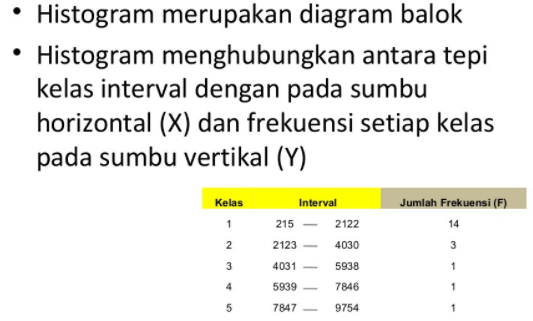 • Histogram merupakan diagram balok
• Histogram menghubungkan antara tepi
kelas interval dengan pada sumbu
horizontal (X) dan frekuensi setiap kelas
pada sumbu vertikal (Y)
Kelas Interval Jumlah Frekuensi (F)
1 215 — 2122 14
2 2123 — 4030 3
3 4031 — 5938 1
4 5939 — 7846 1
5 7847 — 9754 1